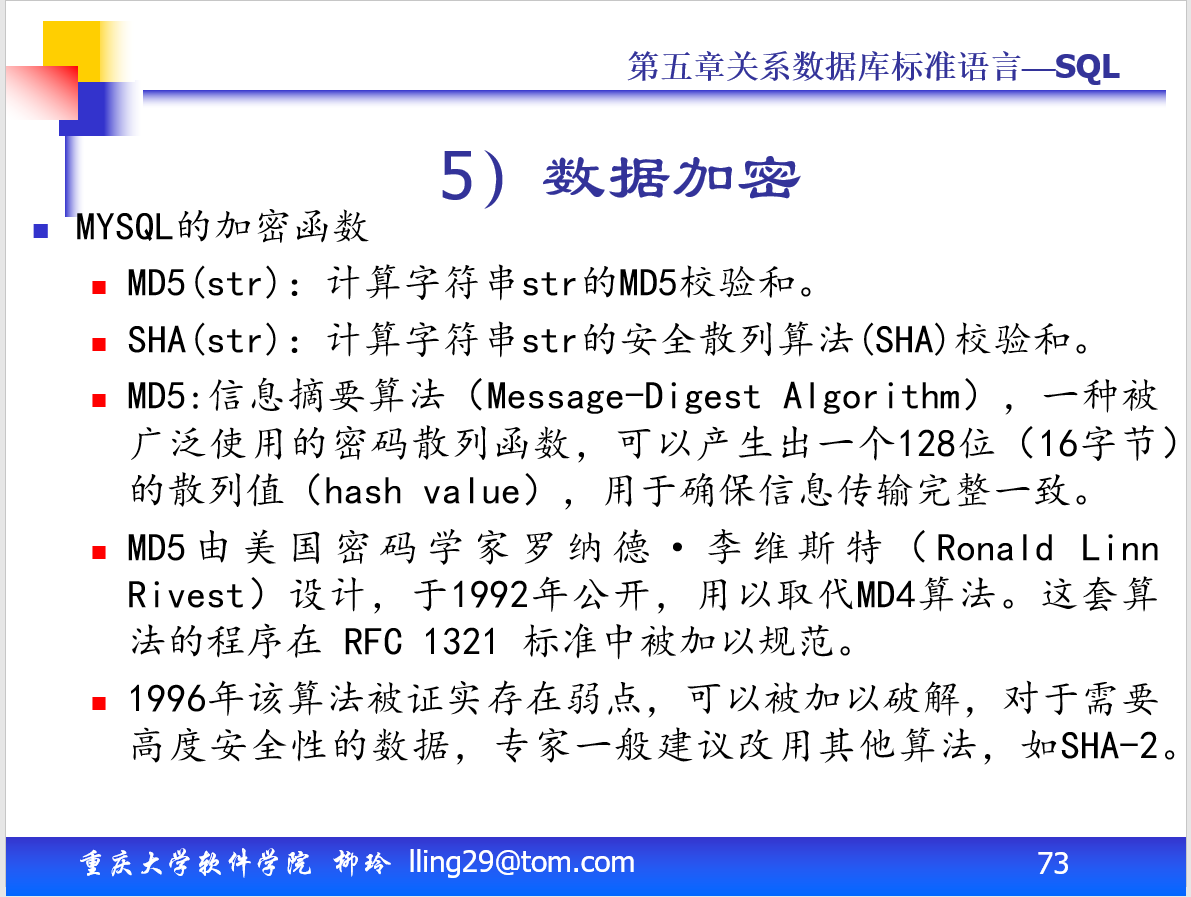 第五章关系数据库标准语言—SQL
5）数据加密
MYSQL的加密函数
MD5(str): 计算字符串str的MD5校验和。
SHA(str): 计算字符串str的安全散列算法(SHA)校验和。
MD5:信息摘要算法（Message-Digest Algorithm），一种被
广泛使用的密码散列函数，可以产生出一个128位（16字节）
的散列值（hash value），用于确保信息传输完整一致。
MD5由美国密码学家罗纳德·李维斯特（Ronald Linn
Rivest）设计，于1992年公开，用以取代MD4算法。这套算
法的程序在 RFC 1321 标准中被加以规范。
1996年该算法被证实存在弱点，可以被加以破解，对于需要
高度安全性的数据，专家一般建议改用其他算法，如SHA-2。
重庆大学软件学院 柳玲 lling29@tom.com 73